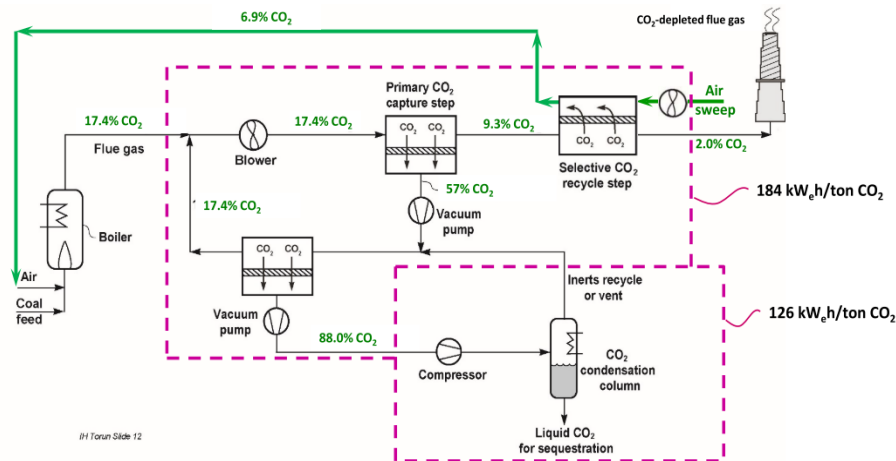 6.9% CO₂
CO₂-depleted flue gas
Primary CO₂
capture step
Air
sweep
17.4% CO₂
17.4% CO₂
CO₂ CO₂
9.3% CO₂
CO₂ CO₂
2.0% CO₂
Flue gas
Blower
Selective CO₂
recycle step
57% CO₂
184 kWₑh/ton CO₂
17.4% CO₂
Vacuum
pump
Boiler
CO₂ CO₂
Air
Inerts recycle
or vent
Coal
feed
Vacuum
pump
126 kWₑh/ton CO₂
88.0% CO₂
Compressor
CO₂
condensation
column
Liquid CO₂
for sequestration
IH Torun Slide 12